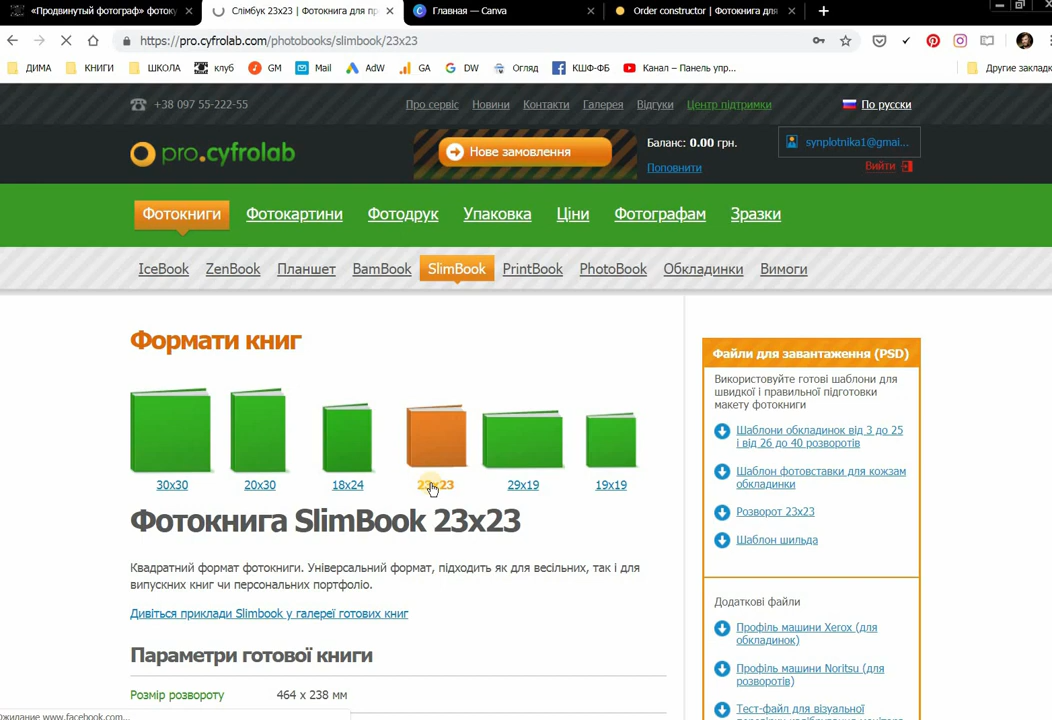 «Продвинутый фотограф» фотоку
Слімбук 23x23 | Фотокнига для пр
Главная — Canva
Order constructor | Фотокнига для
https://pro.cyfrolab.com/photobooks/slimbook/23x23
ДИМА
КНИГИ
ШКОЛА
клуб
GM
Mail
AdW
GA
DW
Огляд
КШФ-ФБ
Канал – Панель упр...
Другие заклад
+38 097 55-222-55
Про сервіс
Новини
Контакти
Галерея
Відгуки
Центр підтримки
По русски
pro.cyfrolab
Нове замовлення
Баланс: 0.00 грн.
Поповнити
synplotnika1@gmai...
Вийти
Фотокниги
Фотокартини
Фотодрук
Упаковка
Ціни
Фотографам
Зразки
IceBook
ZenBook
Планшет
BamBook
SlimBook
PrintBook
PhotoBook
Обкладинки
Вимоги
Формати книг
30x30
20x30
18x24
23x23
29x19
19x19
Фотокнига SlimBook 23x23
Квадратний формат фотокниги. Універсальний формат, підходить як для весільних, так і для
випускних книг чи персональних портфоліо.
Дивіться приклади Slimbook у галереї готових книг
Параметри готової книги
Розмір розвороту
464 x 238 мм
Ожидание www.facebook.com...
Файли для завантаження (PSD)
Використовуйте готові шаблони для
швидкої і правильної підготовки
макету фотокниги
Шаблони обкладинок від 3 до 25
і від 26 до 40 розворотів
Шаблон фотовставки для кожзам
обкладинки
Розворот 23x23
Шаблон шильда
Додаткові файли
Профіль машини Xerox (для
обкладинок)
Профіль машини Noritsu (для
розворотів)
Тест-файл для візуальної